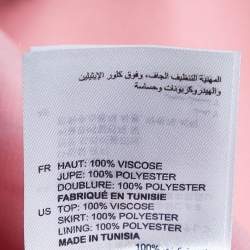 المهنية التنظيف الجاف، وفوق كلور الإيثيلين
والهيدروكربونات وحساسة
FR HAUT: 100% VISCOSE
JUPE: 100% POLYESTER
DOUBLURE: 100% POLYESTER
FABRIQUÉ EN TUNISIE
US TOP: 100% VISCOSE
SKIRT: 100% POLYESTER
LINING: 100% POLYESTER
MADE IN TUNISIA
100%